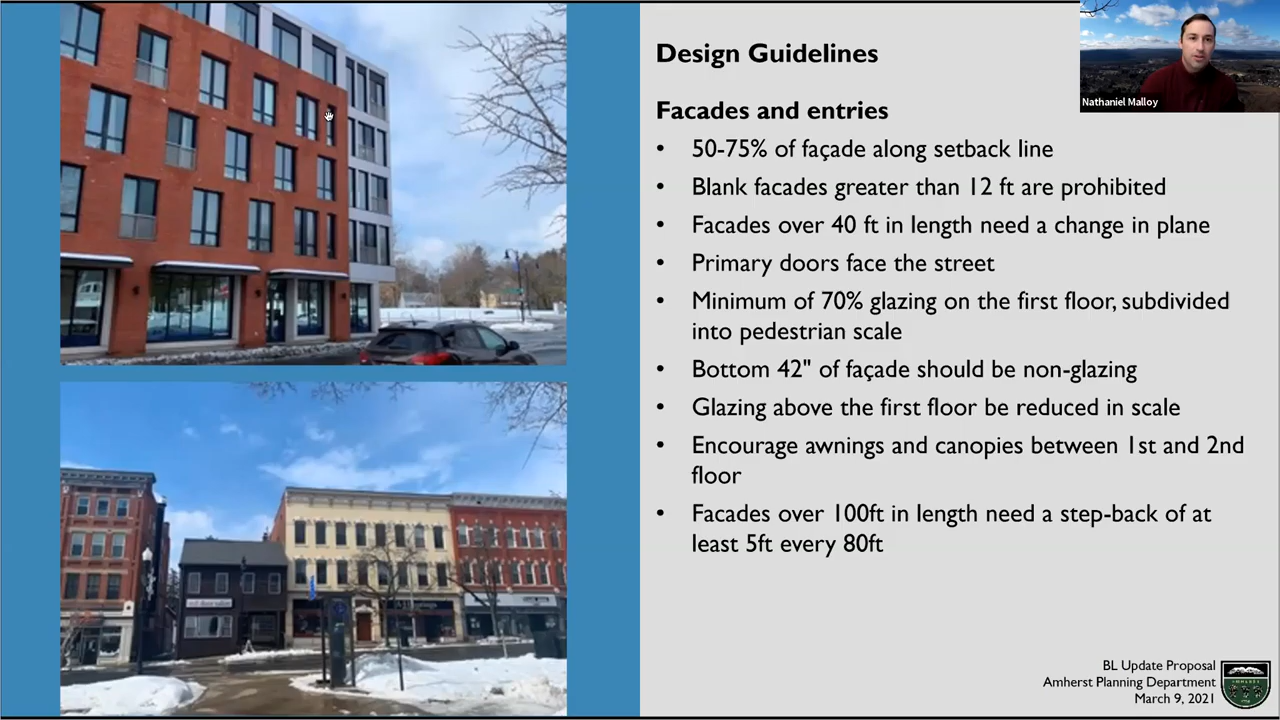 Design Guidelines
Nathaniel Malloy
Facades and entries
• 50-75% of façade along setback line
• Blank facades greater than 12 ft are prohibited
• Facades over 40 ft in length need a change in plane
• Primary doors face the street
• Minimum of 70% glazing on the first floor, subdivided
into pedestrian scale
• Bottom 42" of façade should be non-glazing
• Glazing above the first floor be reduced in scale
• Encourage awnings and canopies between 1st and 2nd
floor
• Facades over 100ft in length need a step-back of at
least 5ft every 80ft
BL Update Proposal
Amherst Planning Department
March 9, 2021